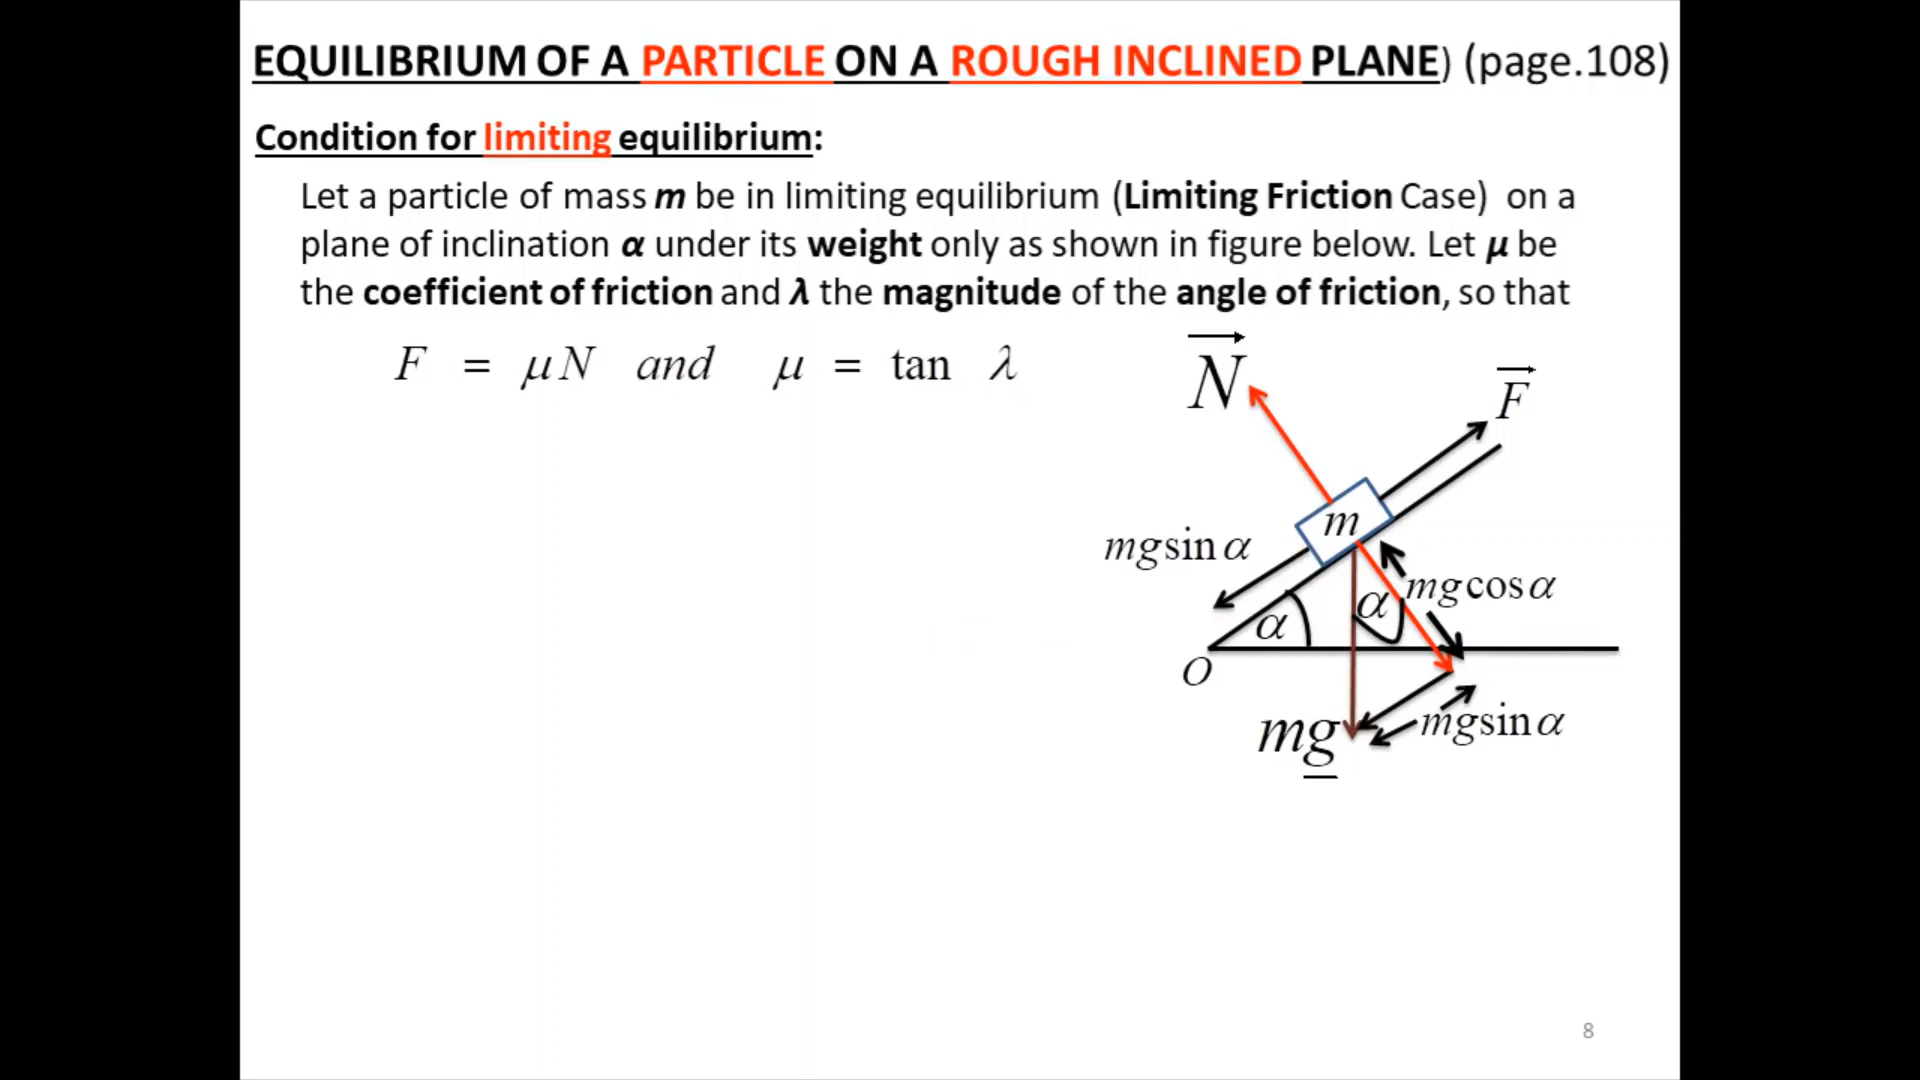 EQUILIBRIUM OF A PARTICLE ON A ROUGH INCLINED PLANE) (page.108)
Condition for limiting equilibrium:
Let a particle of mass m be in limiting equilibrium (Limiting Friction Case) on a
plane of inclination α under its weight only as shown in figure below. Let μ be
the coefficient of friction and λ the magnitude of the angle of friction, so that
F = μN and μ = tan λ
N
F
m
mg sin α
mg cos α
α
α
O
mg
mg sin α
8